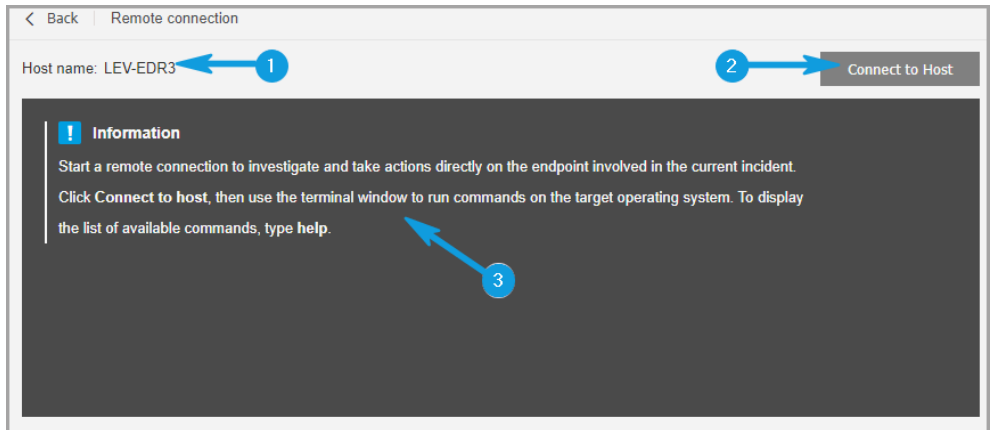 Back | Remote connection
Host name: LEV-EDR3 1 2 Connect to Host
! Information
Start a remote connection to investigate and take actions directly on the endpoint involved in the current incident.
Click Connect to host, then use the terminal window to run commands on the target operating system. To display
the list of available commands, type help.
3